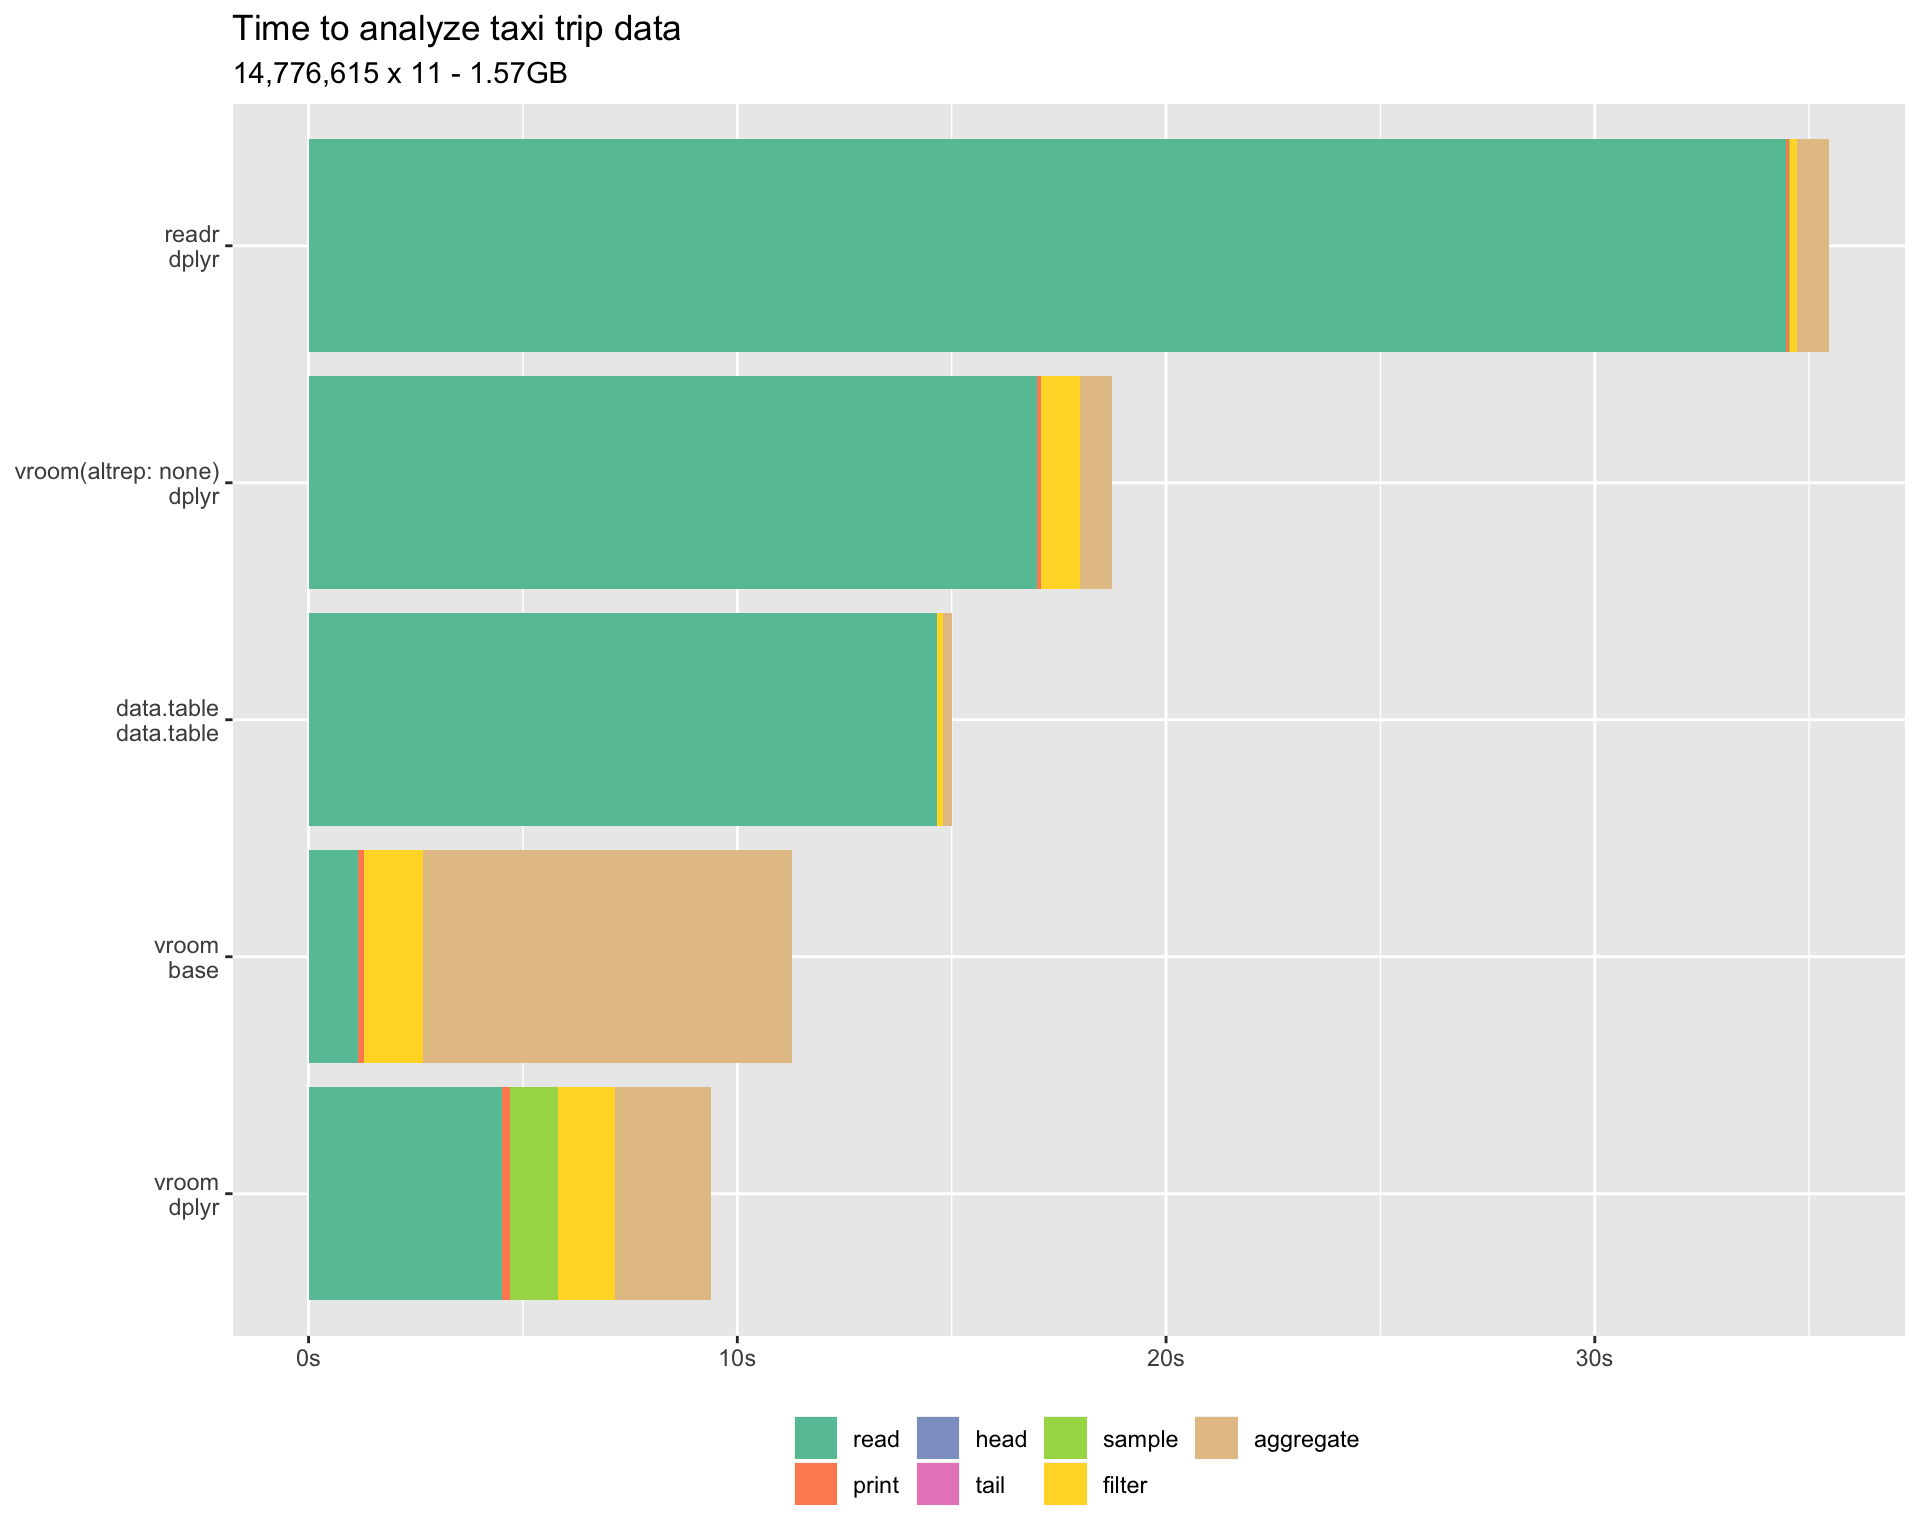 Time to analyze taxi trip data
14,776,615 x 11 - 1.57GB
readr
dplyr
vroom(altrep: none)
dplyr
data.table
data.table
vroom
base
vroom
dplyr
0s 10s 20s 30s
read head sample aggregate
print tail filter